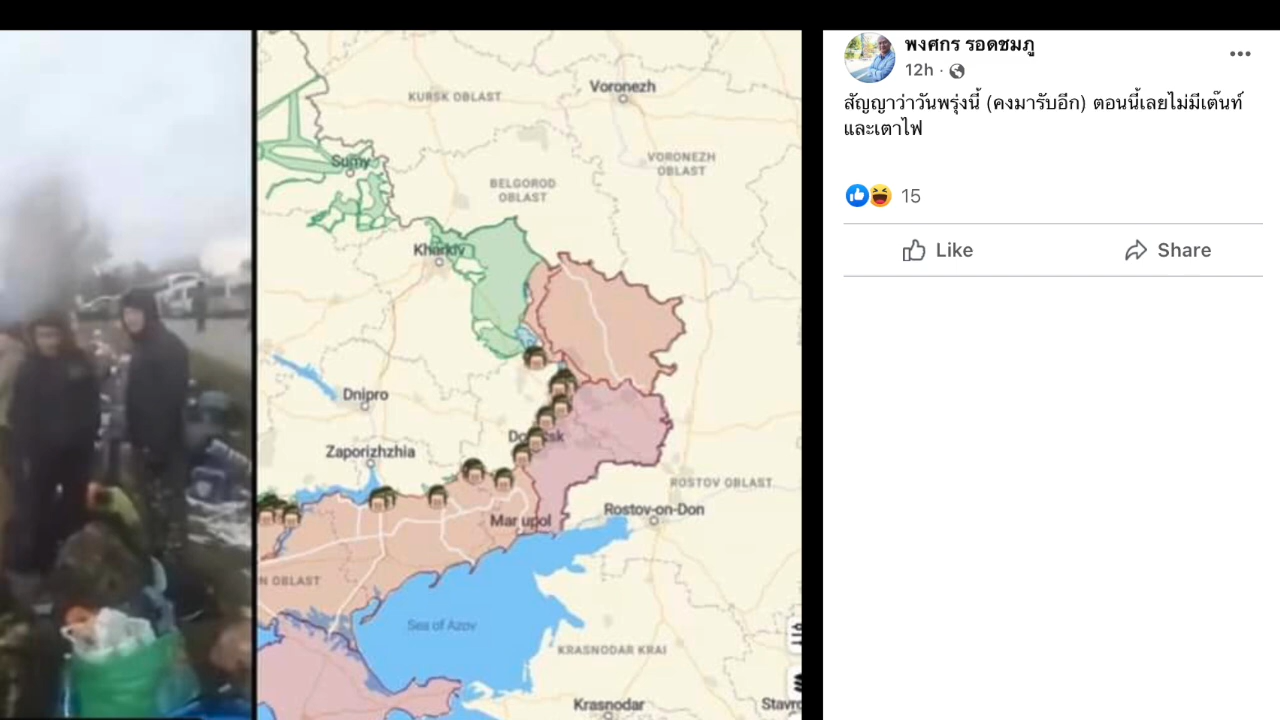 KURSK OBLAST
Voronezh
Sumy
VORONEZH
OBLAST
BELGOROD
OBLAST
Kharkiv
Dnipro
Zaporizhzhia
ROSTOV OBLAST
Rostov-on-Don
Mar upol
N OBLAST
Sea of Azov
KRASNODAR KRAI
Krasnodar
Stavro
พงศกร รอดชมภู
12h
สัญญาว่าวันพรุ่งนี้ (คงมารับอีก) ตอนนี้เลยไม่มีเต๊นท์
และเตาไฟ
15
Like
Share